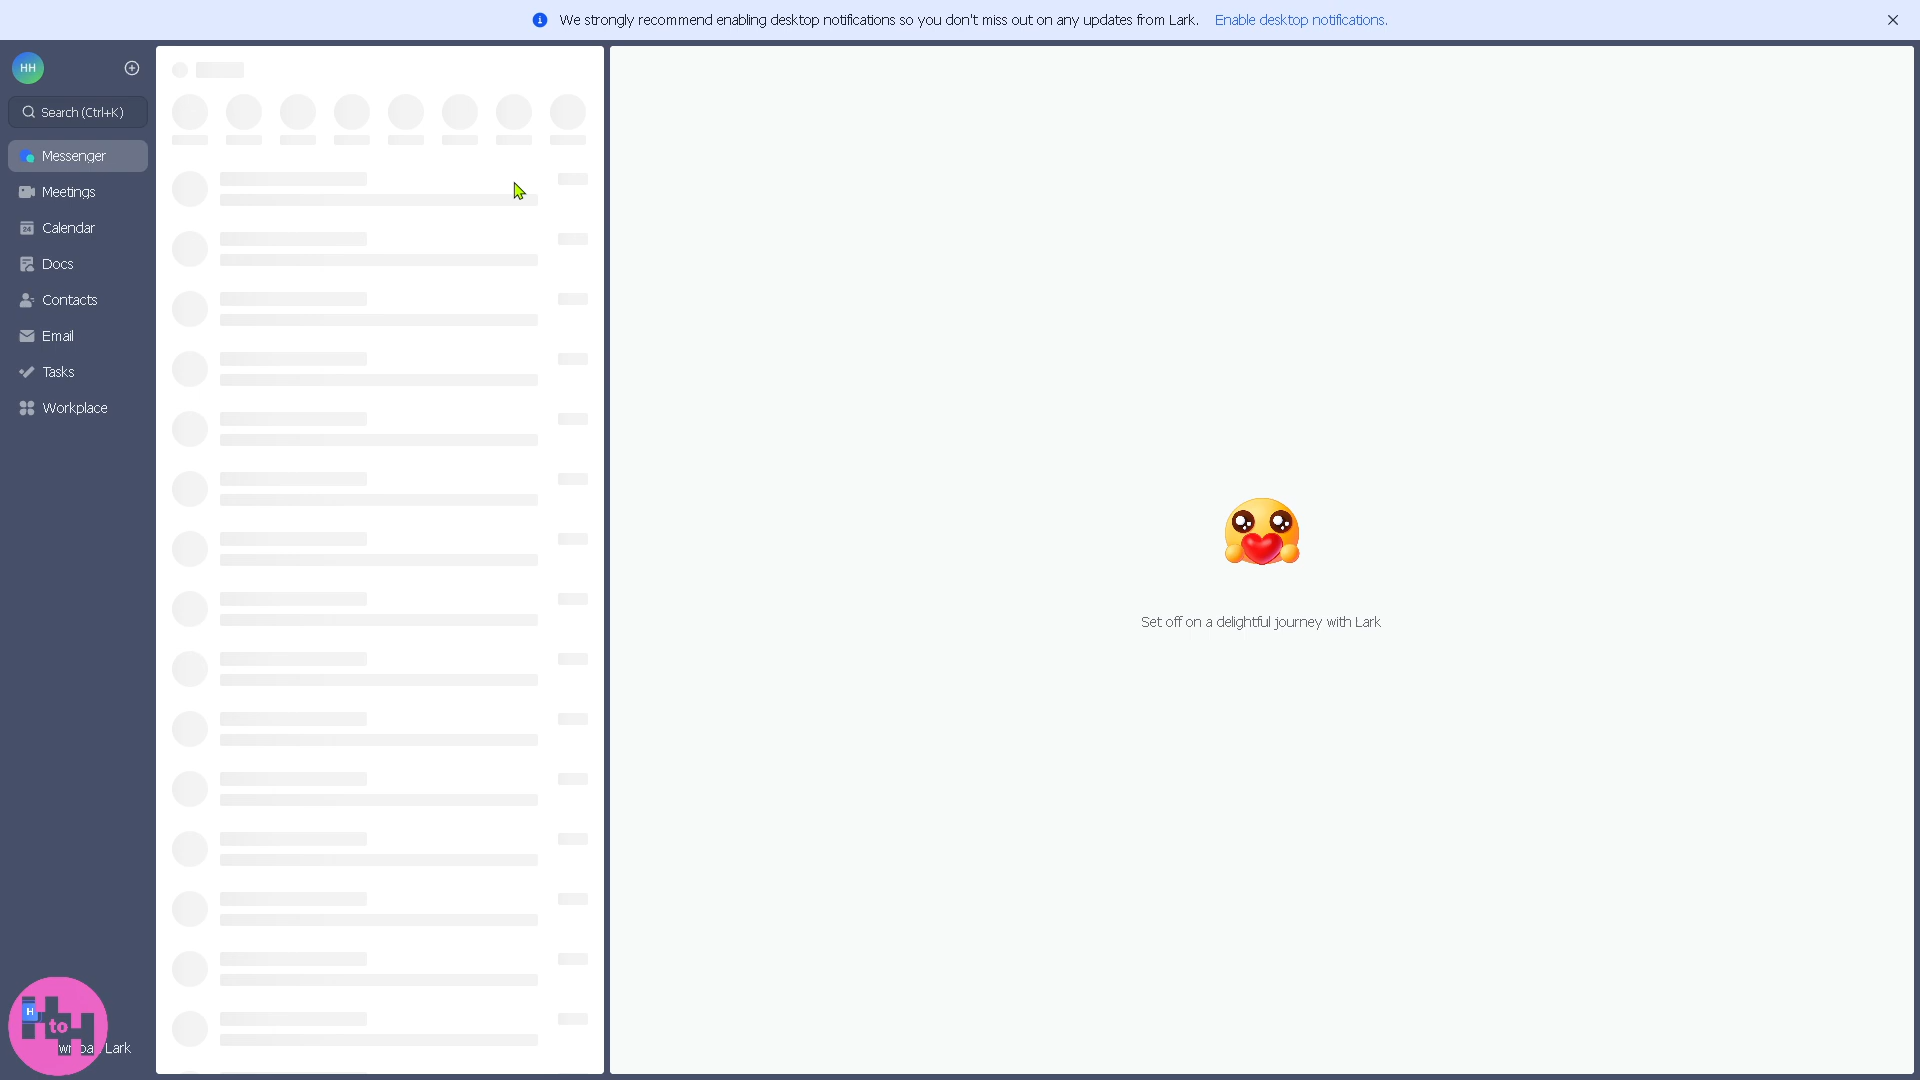 We strongly recommend enabling desktop notifications so you don't miss out on any updates from Lark. Enable desktop notifications.
HH
Search (Ctrl+K)
Messenger
Meetings
24
Calendar
Docs
Contacts
Email
Tasks
Workplace
Set off on a delightful journey with Lark
H
H to H
Lark